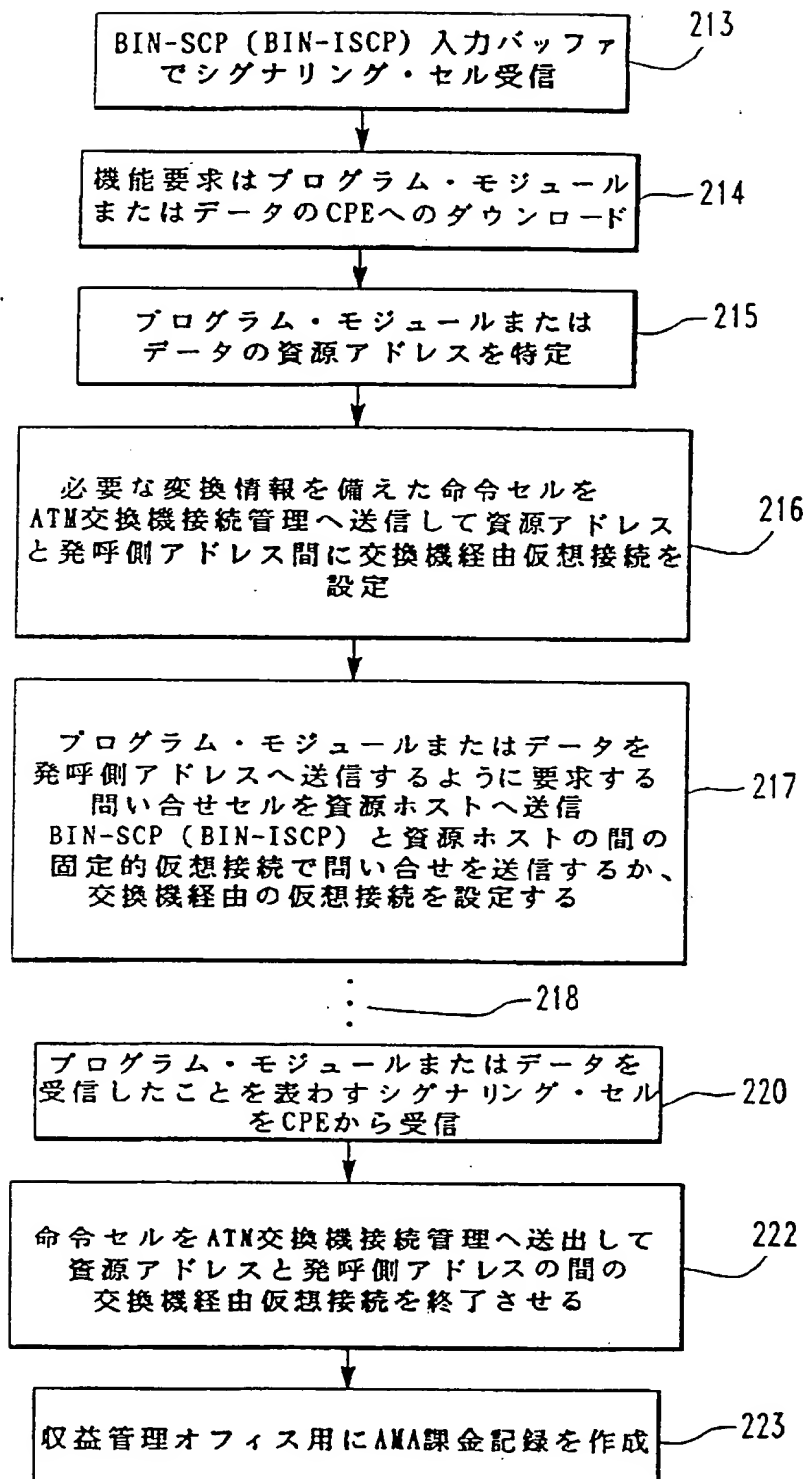 BIN-SCP (BIN-ISCP) 入力バッファ
でシグナリング・セル受信
213
機能要求はプログラム・モジュール
またはデータのCPEへのダウンロード
214
プログラム・モジュールまたは
データの資源アドレスを特定
215
必要な変換情報を備えた命令セルを
ATM交換機接続管理へ送信して資源アドレス
と発呼側アドレス間に交換機経由仮想接続を
設定
216
プログラム・モジュールまたはデータを
発呼側アドレスへ送信するように要求する
問い合せセルを資源ホストへ送信
BIN-SCP (BIN-ISCP) と資源ホストの間の
固定的仮想接続で問い合せを送信するか、
交換機経由の仮想接続を設定する
217
218
プログラム・モジュールまたはデータを
受信したことを表わすシグナリング・セル
をCPEから受信
220
命令セルをATM交換機接続管理へ送出して
資源アドレスと発呼側アドレスの間の
交換機経由仮想接続を終了させる
222
収益管理オフィス用にAMA課金記録を作成
223